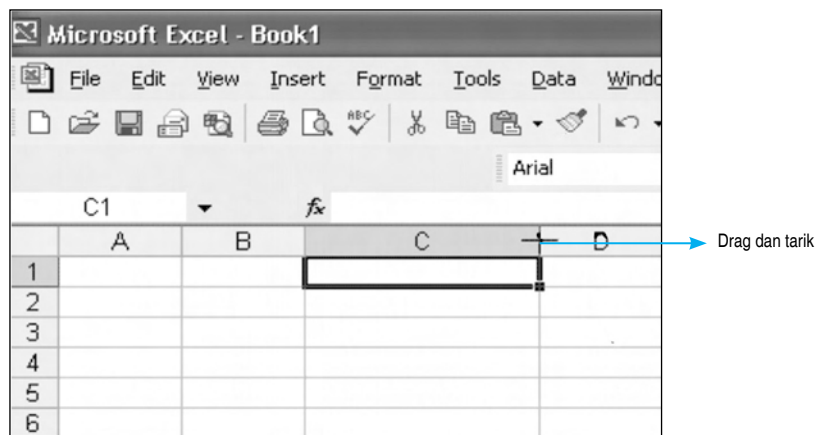 Microsoft Excel - Book1
File Edit View Insert Format Tools Data Windo
ABC
Arial
C1 fx
A B C D
Drag dan tarik
1
2
3
4
5
6